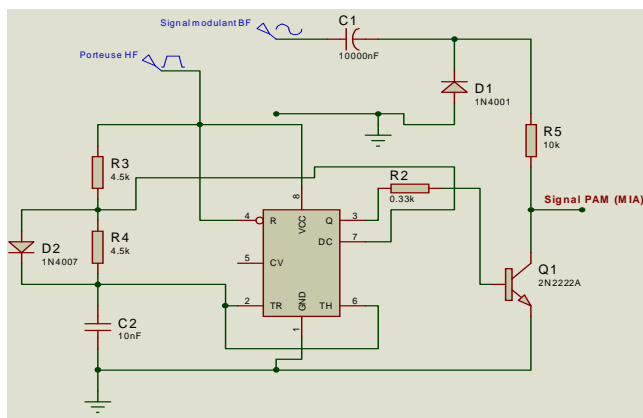 Signal modulant BF
C1
10000nF
Porteuse HF
D1
1N4001
R5
10k
R3
4.5k
R2
0.33k
Signal PAM (MIA)
8
VCC
4
R
Q
3
DC
7
D2
1N4007
R4
4.5k
5
CV
Q1
2N2222A
2
TR
GND
TH
6
1
C2
10nF